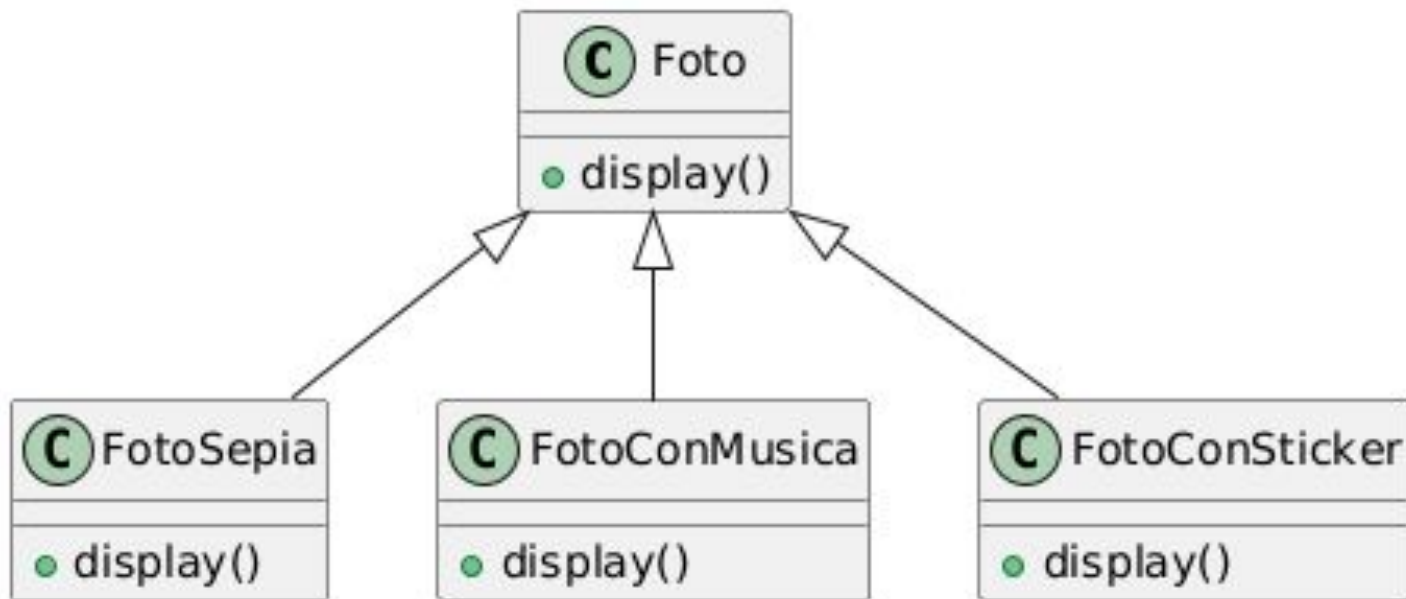 C Foto
display()
C FotoSepia
display()
C FotoConMusica
display()
C FotoConSticker
display()